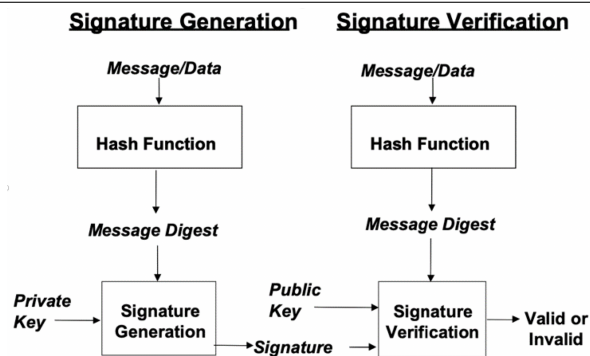 Signature Generation
Signature Verification
Message/Data
Message/Data
Hash Function
Hash Function
Message Digest
Message Digest
Private
Key
Signature
Generation
Public
Key
Signature
Verification
Valid or
Invalid
Signature